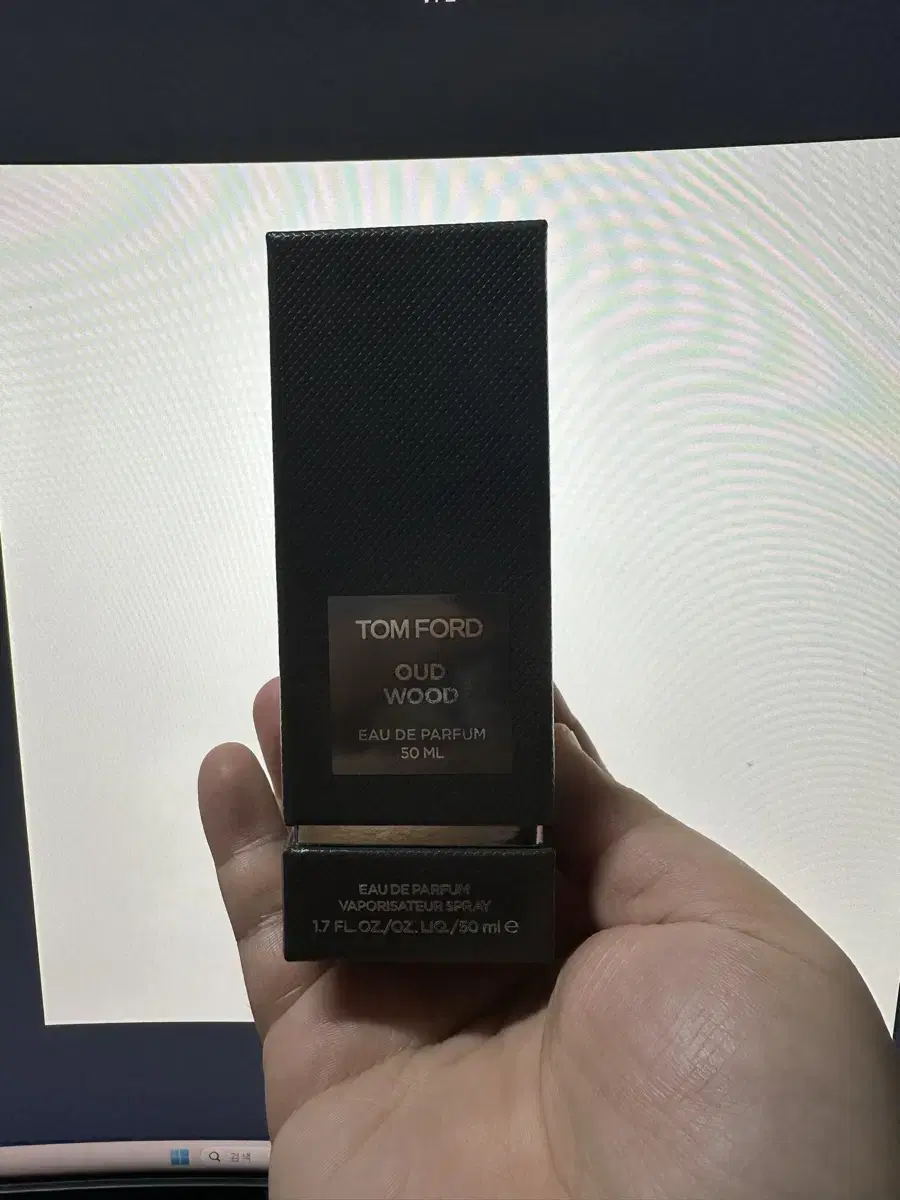 TOM FORD
OUD
WOOD
EAU DE PARFUM
50 ML
EAU DE PARFUM
VAPORISATEUR SPRAY
1.7 FL.OZ./OZ. LIQ./50 ml e
검색